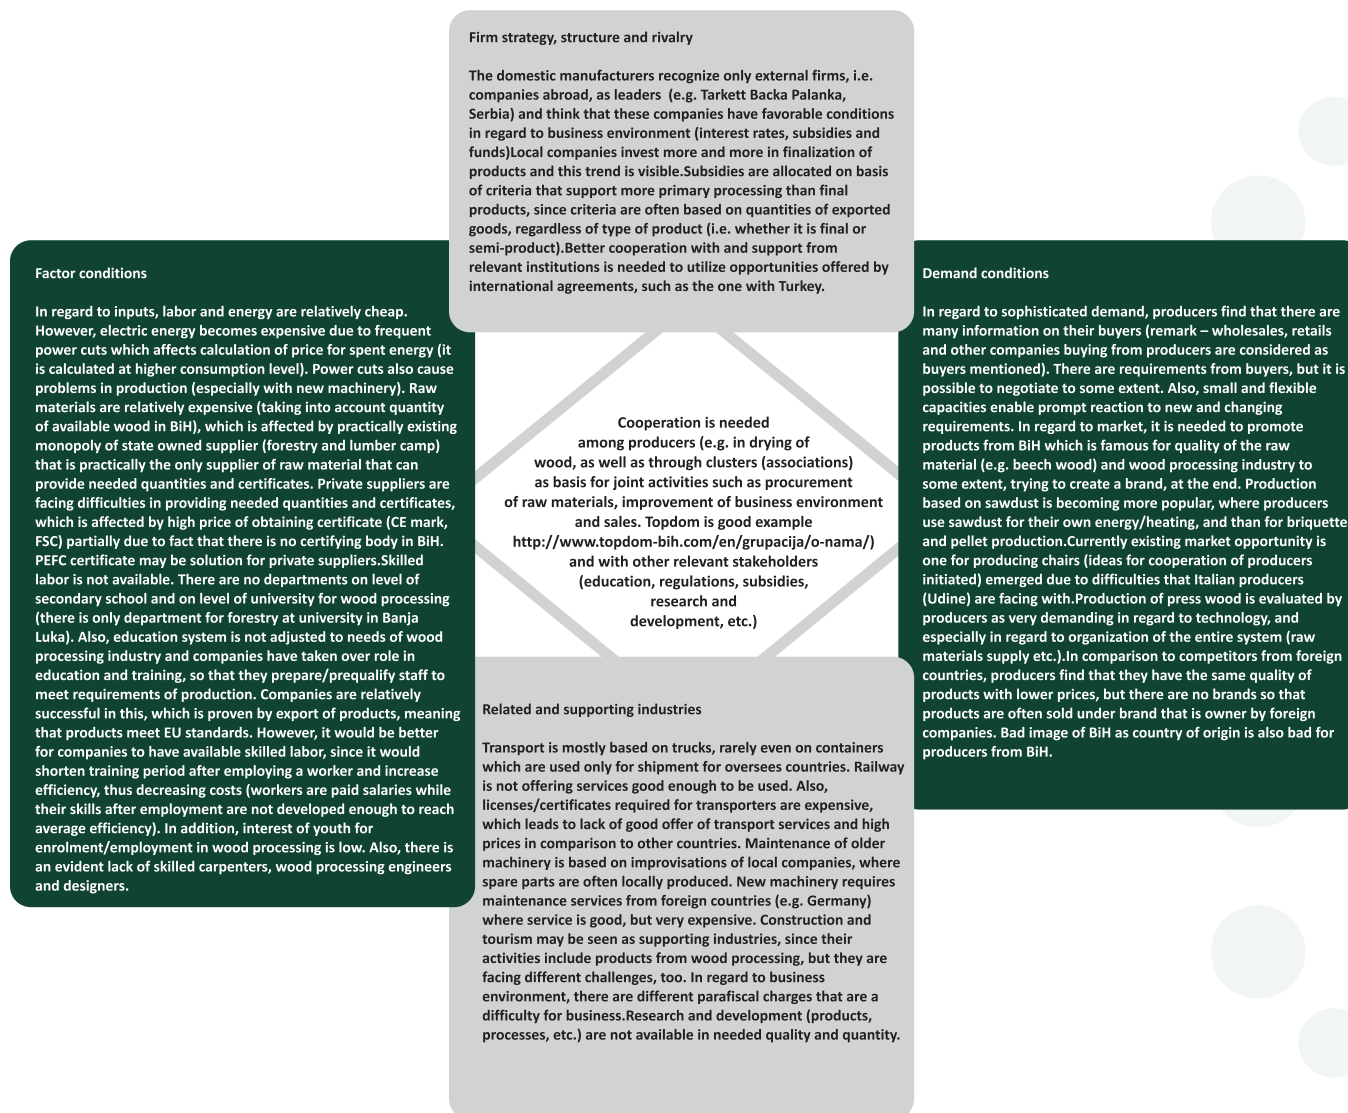 Firm strategy, structure and rivalry
The domestic manufacturers recognize only external firms, i.e.
companies abroad, as leaders  (e.g. Tarkett Backa Palanka,
Serbia) and think that these companies have favorable conditions
in regard to business environment (interest rates, subsidies and
funds)Local companies invest more and more in finalization of
products and this trend is visible.Subsidies are allocated on basis
of criteria that support more primary processing than final
products, since criteria are often based on quantities of exported
goods, regardless of type of product (i.e. whether it is final or
semi-product).Better cooperation with and support from
relevant institutions is needed to utilize opportunities offered by
international agreements, such as the one with Turkey.
Factor conditions
In regard to inputs, labor and energy are relatively cheap.
However, electric energy becomes expensive due to frequent
power cuts which affects calculation of price for spent energy (it
is calculated at higher consumption level). Power cuts also cause
problems in production (especially with new machinery). Raw
materials are relatively expensive (taking into account quantity
of available wood in BiH), which is affected by practically existing
monopoly of state owned supplier (forestry and lumber camp)
that is practically the only supplier of raw material that can
provide needed quantities and certificates. Private suppliers are
facing difficulties in providing needed quantities and certificates,
which is affected by high price of obtaining certificate (CE mark,
FSC) partially due to fact that there is no certifying body in BiH.
PEFC certificate may be solution for private suppliers.Skilled
labor is not available. There are no departments on level of
secondary school and on level of university for wood processing
(there is only department for forestry at university in Banja
Luka). Also, education system is not adjusted to needs of wood
processing industry and companies have taken over role in
education and training, so that they prepare/prequalify staff to
meet requirements of production. Companies are relatively
successful in this, which is proven by export of products, meaning
that products meet EU standards. However, it would be better
for companies to have available skilled labor, since it would
shorten training period after employing a worker and increase
efficiency, thus decreasing costs (workers are paid salaries while
their skills after employment are not developed enough to reach
average efficiency). In addition, interest of youth for
enrolment/employment in wood processing is low. Also, there is
an evident lack of skilled carpenters, wood processing engineers
and designers.
Cooperation is needed
among producers (e.g. in drying of
wood, as well as through clusters (associations)
as basis for joint activities such as procurement
of raw materials, improvement of business environment
and sales. Topdom is good example
http://www.topdom-bih.com/en/grupacija/o-nama/)
and with other relevant stakeholders
(education, regulations, subsidies,
research and
development, etc.)
Demand conditions
In regard to sophisticated demand, producers find that there are
many information on their buyers (remark – wholesales, retails
and other companies buying from producers are considered as
buyers mentioned). There are requirements from buyers, but it is
possible to negotiate to some extent. Also, small and flexible
capacities enable prompt reaction to new and changing
requirements. In regard to market, it is needed to promote
products from BiH which is famous for quality of the raw
material (e.g. beech wood) and wood processing industry to
some extent, trying to create a brand, at the end. Production
based on sawdust is becoming more popular, where producers
use sawdust for their own energy/heating, and than for briquette
and pellet production.Currently existing market opportunity is
one for producing chairs (ideas for cooperation of producers
initiated) emerged due to difficulties that Italian producers
(Udine) are facing with.Production of press wood is evaluated by
producers as very demanding in regard to technology, and
especially in regard to organization of the entire system (raw
materials supply etc.).In comparison to competitors from foreign
countries, producers find that they have the same quality of
products with lower prices, but there are no brands so that
products are often sold under brand that is owner by foreign
companies. Bad image of BiH as country of origin is also bad for
producers from BiH.
Related and supporting industries
Transport is mostly based on trucks, rarely even on containers
which are used only for shipment for oversees countries. Railway
is not offering services good enough to be used. Also,
licenses/certificates required for transporters are expensive,
which leads to lack of good offer of transport services and high
prices in comparison to other countries. Maintenance of older
machinery is based on improvisations of local companies, where
spare parts are often locally produced. New machinery requires
maintenance services from foreign countries (e.g. Germany)
where service is good, but very expensive. Construction and
tourism may be seen as supporting industries, since their
activities include products from wood processing, but they are
facing different challenges, too. In regard to business
environment, there are different parafiscal charges that are a
difficulty for business.Research and development (products,
processes, etc.) are not available in needed quality and quantity.